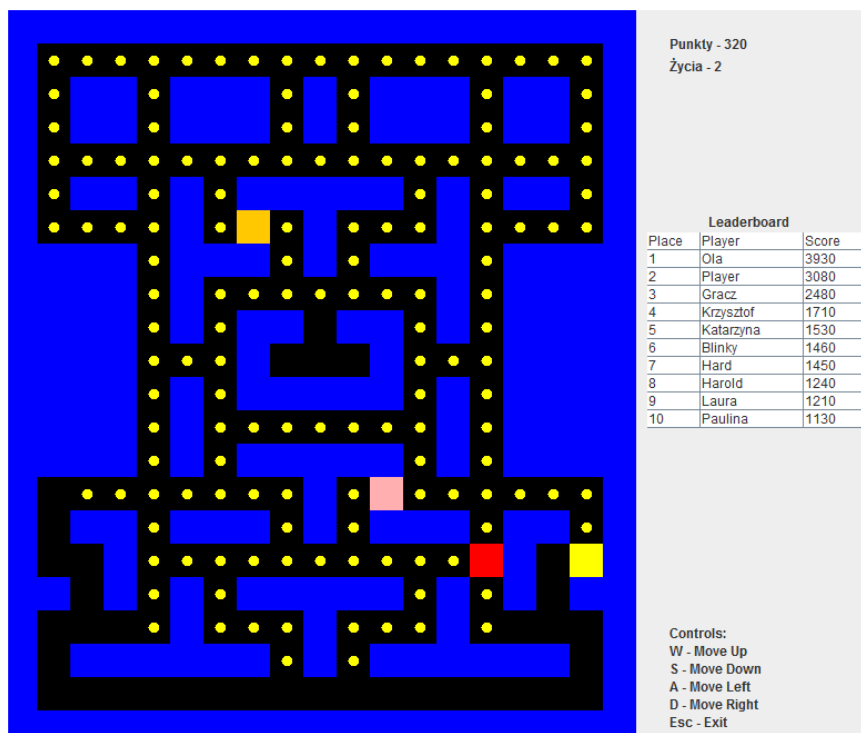 Punkty - 320
Życia - 2
Leaderboard
Place Player Score
1 Ola 3930
2 Player 3080
3 Gracz 2480
4 Krzysztof 1710
5 Katarzyna 1530
6 Blinky 1460
7 Hard 1450
8 Harold 1240
9 Laura 1210
10 Paulina 1130
Controls:
W - Move Up
S - Move Down
A - Move Left
D - Move Right
Esc - Exit